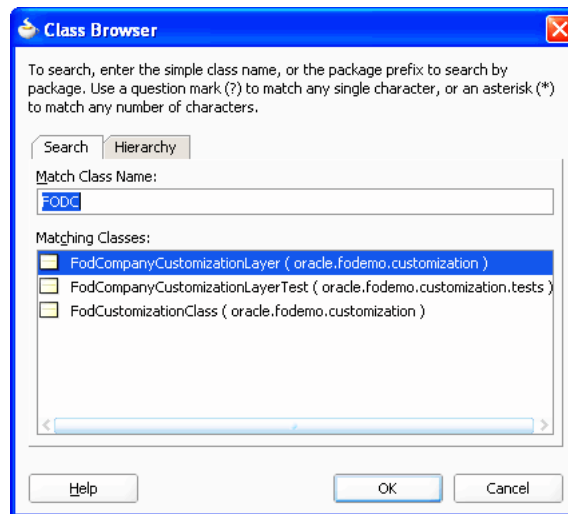 Class Browser
To search, enter the simple class name, or the package prefix to search by
package. Use a question mark (?) to match any single character, or an asterisk (*)
to match any number of characters.
Search Hierarchy
Match Class Name:
FODC
Matching Classes:
FodCompanyCustomizationLayer ( oracle.fodemo.customization )
FodCompanyCustomizationLayerTest ( oracle.fodemo.customization.tests )
FodCustomizationClass ( oracle.fodemo.customization )
Help OK Cancel